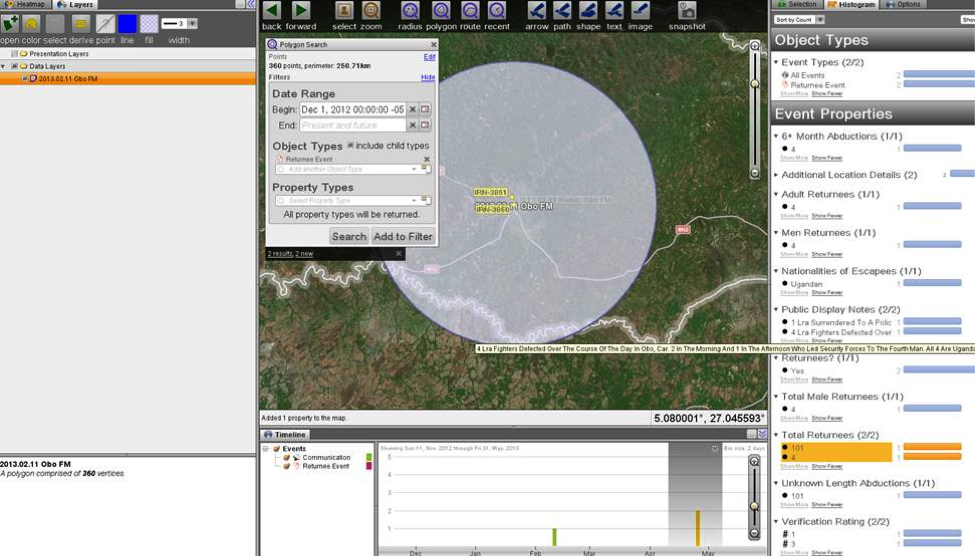 Heatmap Layers
open color select derive point line fill width
3
Presentation Layers
Data Layers
2013.02.11 Obo FM
2013.02.11 Obo FM
A polygon comprised of 360 vertices.
back forward select zoom radius polygon route recent arrow path shape text image snapshot
Polygon Search
Points Edit
360 points, perimeter: 250.71km
Filters Hide
Date Range
Begin: Dec 1, 2012 00:00:00 -05
End: Present and future
Object Types include child types
Returnee Event
Add another Object Type
Property Types
Select Property Type
All property types will be returned.
Search Add to Filter
2 results, 2 new
IRN-3851
IRN-3850
Obo FM
4 Lra Fighters Defected Over The Course Of The Day In Obo, Car. 2 In The Morning And 1 In The Afternoon Who Led Security Forces To The Fourth Man. All 4 Are Uganda
Added 1 property to the map.
5.080001°, 27.045593°
Timeline
Events
Communication
Returnee Event
Showing Sun 11, Nov, 2012 through Fri 31, May, 2013
Bin size: 2 days
5
4
3
2
1
Dec Jan Feb Mar Apr May
Selection Histogram Options
Sort by Count
Object Types
Event Types (2/2)
All Events 2
Returnee Event 2
Show More Show Fewer
Event Properties
6+ Month Abductions (1/1)
4 1
Show More Show Fewer
Additional Location Details (2) 2
Adult Returnees (1/1)
4 1
Show More Show Fewer
Men Returnees (1/1)
4 1
Show More Show Fewer
Nationalities of Escapees (1/1)
Ugandan 1
Show More Show Fewer
Public Display Notes (2/2)
1 Lra Surrendered To A Polic 1
4 Lra Fighters Defected Over 1
Returnees? (1/1)
Yes 2
Show More Show Fewer
Total Male Returnees (1/1)
4 1
Show More Show Fewer
Total Returnees (2/2)
101 1
4 1
Show More Show Fewer
Unknown Length Abductions (1/1)
101 1
Show More Show Fewer
Verification Rating (2/2)
# 1
# 3